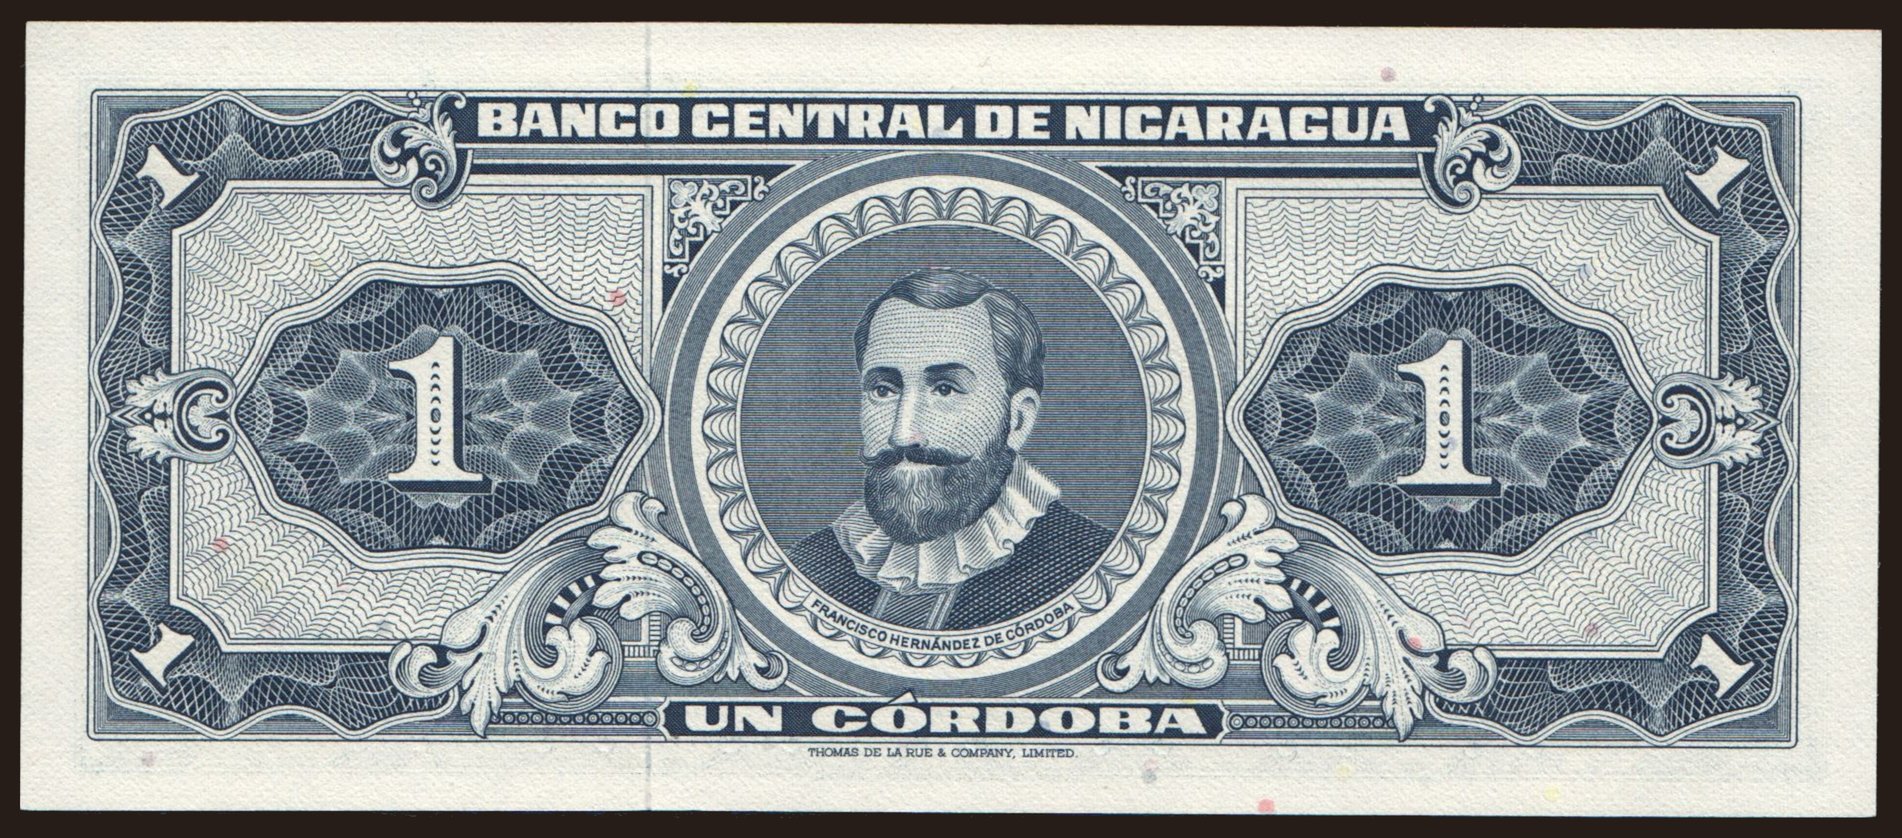 BANCO CENTRAL DE NICARAGUA
1 1
1 1
FRANCISCO HERNÁNDEZ DE CÓRDOBA
1 1
UN CÓRDOBA
THOMAS DE LA RUE & COMPANY, LIMITED.